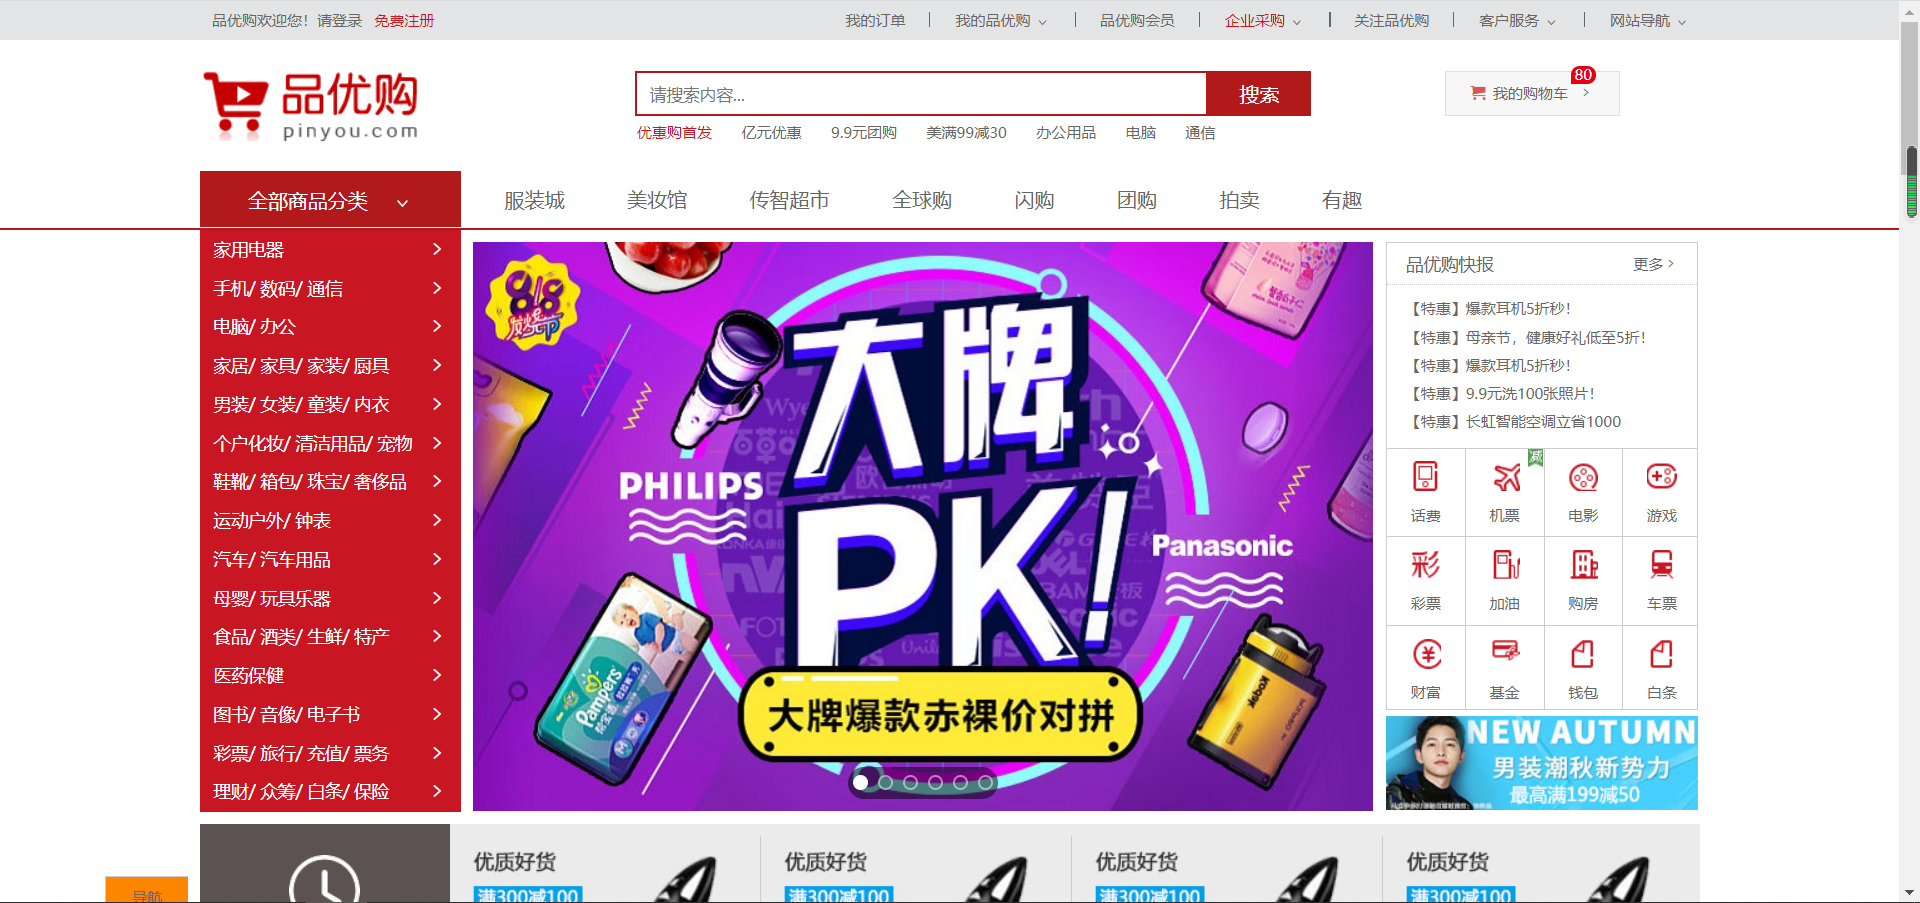 品优购欢迎您！请登录 免费注册
我的订单
我的品优购
品优购会员
企业采购
关注品优购
客户服务
网站导航
品优购
pinyou.com
请搜索内容...
搜索
80
我的购物车
优惠购首发 亿元优惠 9.9元团购 美满99减30 办公用品 电脑 通信
全部商品分类
服装城 美妆馆 传智超市 全球购 闪购 团购 拍卖 有趣
家用电器
手机/ 数码/ 通信
电脑/ 办公
家居/ 家具/ 家装/ 厨具
男装/ 女装/ 童装/ 内衣
个户化妆/ 清洁用品/ 宠物
鞋靴/ 箱包/ 珠宝/ 奢侈品
运动户外/ 钟表
汽车/ 汽车用品
母婴/ 玩具乐器
食品/ 酒类/ 生鲜/ 特产
医药保健
图书/ 音像/ 电子书
彩票/ 旅行/ 充值/ 票务
理财/ 众筹/ 白条/ 保险
8.8
发烧节
大牌
PK!
PHILIPS
Panasonic
Pampers
Kodak
大牌爆款赤裸价对拼
品优购快报
更多
【特惠】爆款耳机5折秒！
【特惠】母亲节，健康好礼低至5折！
【特惠】爆款耳机5折秒！
【特惠】9.9元洗100张照片！
【特惠】长虹智能空调立省1000
减
话费 机票 电影 游戏
彩
彩票 加油 购房 车票
财富 基金 钱包 白条
NEW AUTUMN
男装潮秋新势力
最高满199减50
导航
优质好货 优质好货 优质好货 优质好货
满300减100 满300减100 满300减100 满300减100